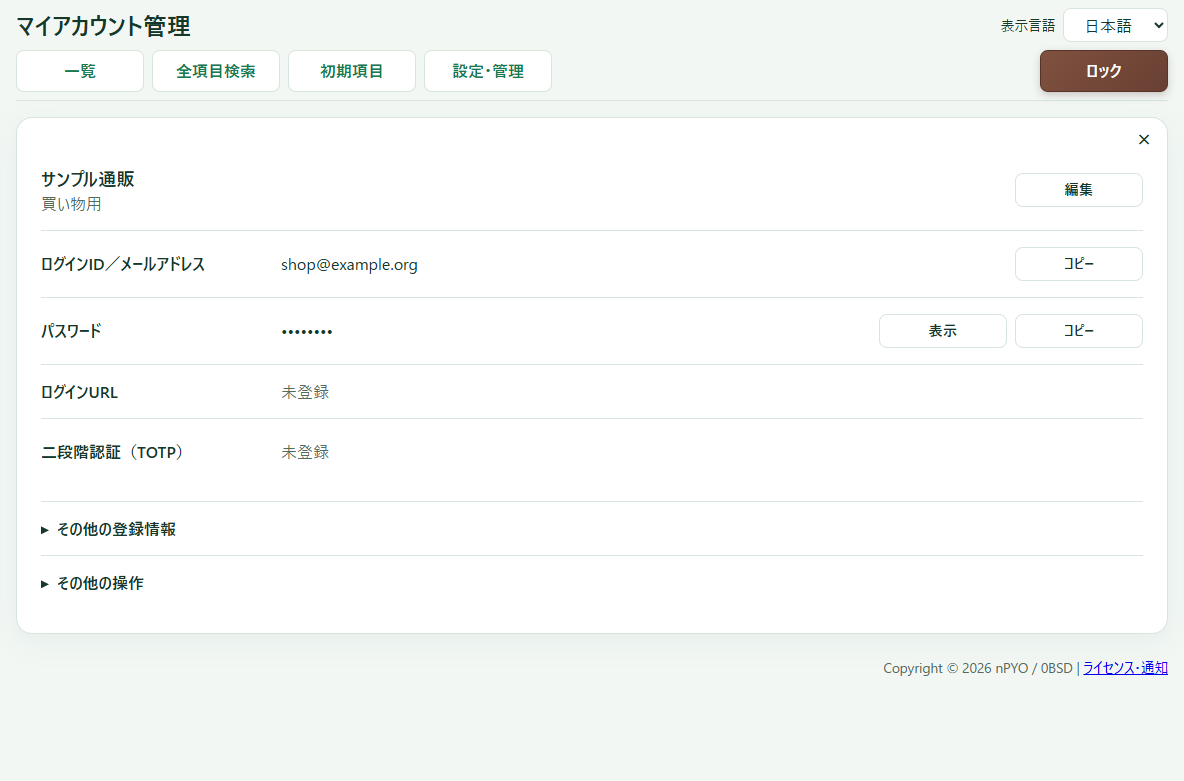 マイアカウント管理
表示言語 日本語
一覧 全項目検索 初期項目 設定・管理 ロック
×
サンプル通販
買い物用
編集
ログインID／メールアドレス shop@example.org コピー
パスワード •••••••• 表示 コピー
ログインURL 未登録
二段階認証（TOTP） 未登録
▸ その他の登録情報
▸ その他の操作
Copyright © 2026 nPYO / 0BSD | ライセンス・通知